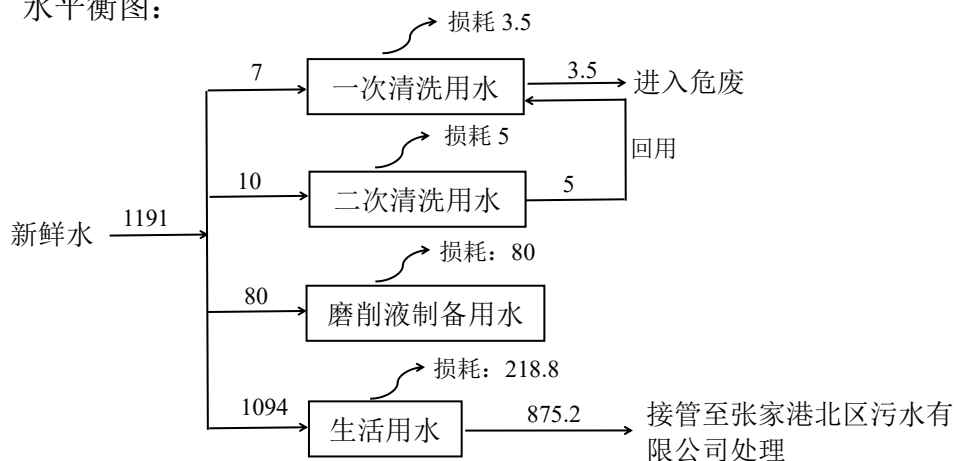 水平衡图：
损耗 3.5
7
一次清洗用水
3.5
进入危废
损耗 5
回用
10
二次清洗用水
5
新鲜水
1191
损耗：80
80
磨削液制备用水
损耗：218.8
1094
生活用水
875.2
接管至张家港北区污水有
限公司处理